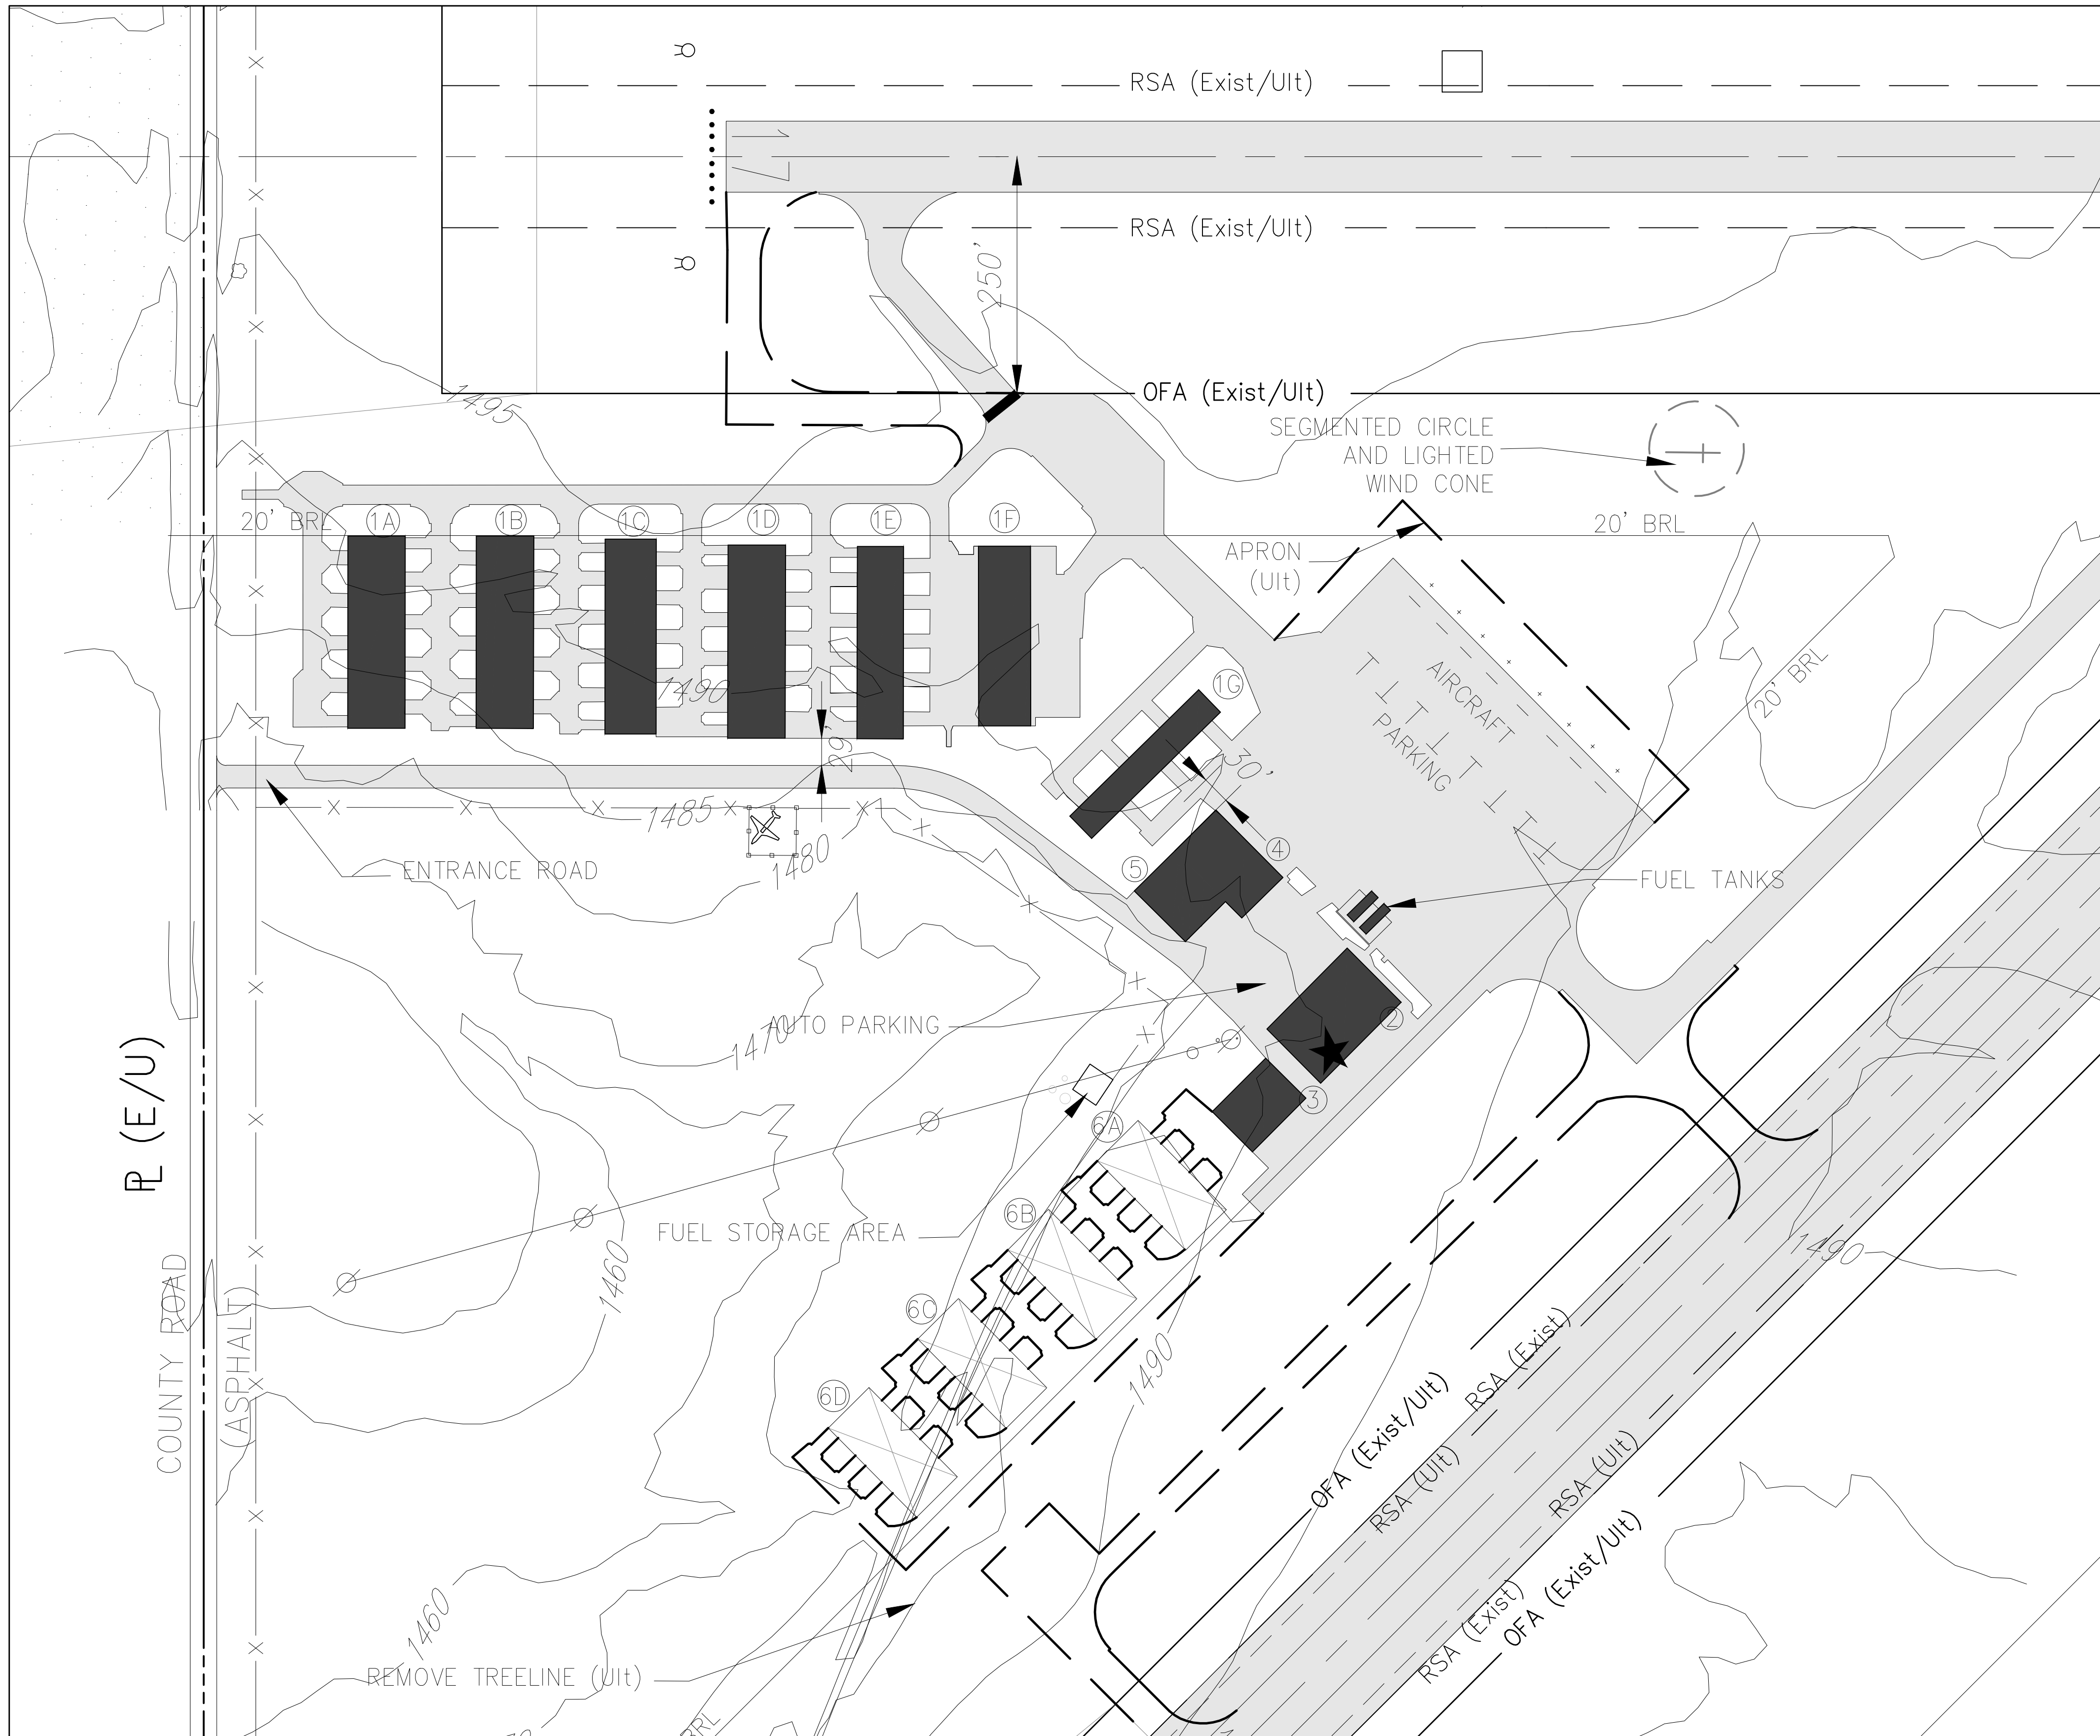 RSA (Exist/Ult)
17
RSA (Exist/Ult)
250'
OFA (Exist/Ult)
1495
SEGMENTED CIRCLE
AND LIGHTED
WIND CONE
20' BRL
1A
1B
1C
1D
1E
1F
20' BRL
APRON
(Ult)
1490
1G
20' BRL
AIRCRAFT
PARKING
29'
30'
1485
1480
ENTRANCE ROAD
5
4
FUEL TANKS
AUTO PARKING
1470
2
3
PL (E/U)
6A
6B
FUEL STORAGE AREA
1490
COUNTY ROAD
(ASPHALT)
1460
6C
6D
1490
RSA (Exist)
OFA (Exist/Ult)
RSA (Ult)
RSA (Ult)
OFA (Exist/Ult)
RSA (Exist)
1460
REMOVE TREELINE (Ult)
BRL